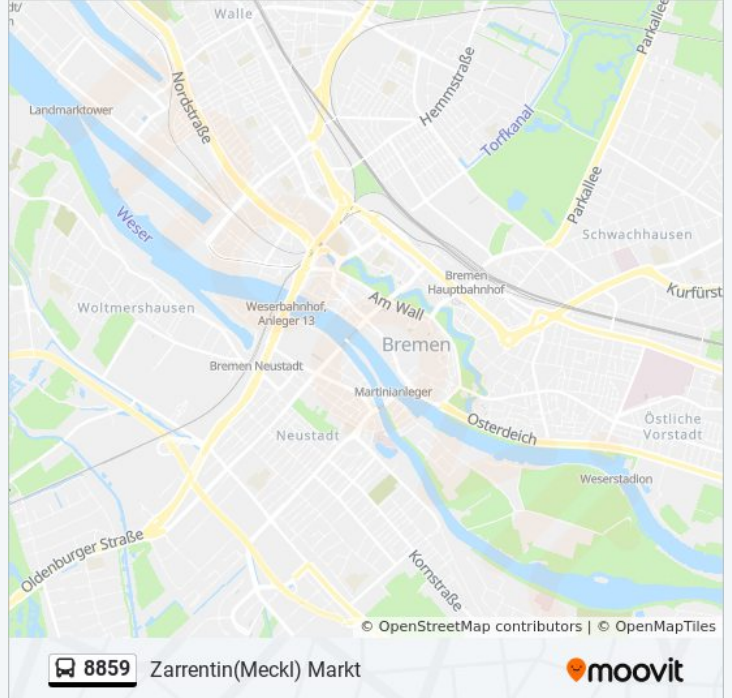 dt/
Walle
Parkallee
Hemmstraße
Nordstraße
Landmarktower
Torfkanal
Parkallee
Weser
Schwachhausen
Bremen
Hauptbahnhof
Kurfürst
Woltmershausen
Weserbahnhof,
Anleger 13
Am Wall
Bremen
Bremen Neustadt
Martinianleger
Neustadt
Osterdeich
Östliche
Vorstadt
Weserstadion
Oldenburger Straße
Kornstraße
© OpenStreetMap contributors | © OpenMapTiles
8859 Zarrentin(Meckl) Markt
moovit